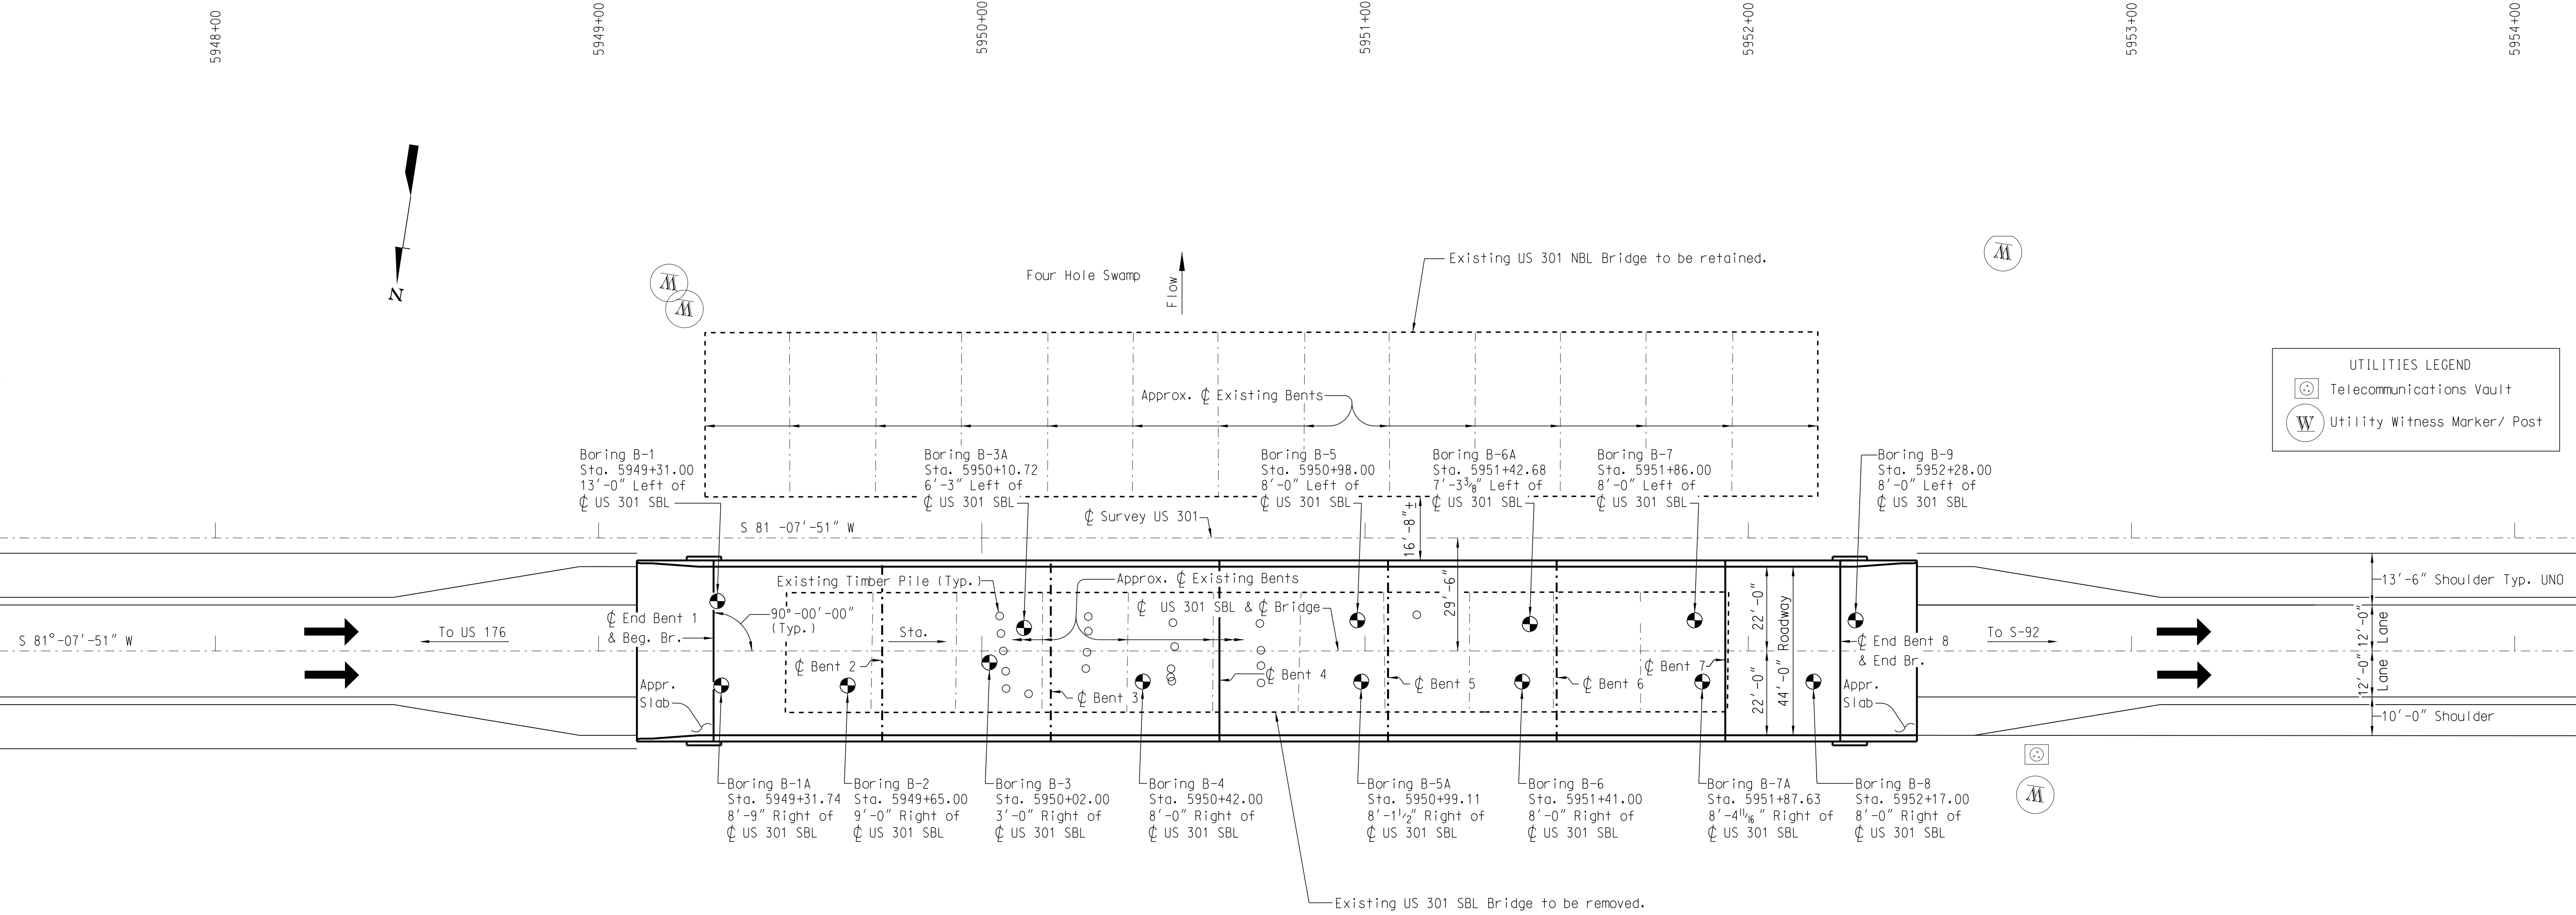 5948+00
5949+00
5950+00
5951+00
5952+00
5953+00
5954+00
N
W
W
W
Four Hole Swamp
Flow
Existing US 301 NBL Bridge to be retained.
UTILITIES LEGEND
Telecommunications Vault
W Utility Witness Marker/ Post
Approx. ℄ Existing Bents
Boring B-1
Sta. 5949+31.00
13'-0" Left of
℄ US 301 SBL
Boring B-3A
Sta. 5950+10.72
6'-3" Left of
℄ US 301 SBL
Boring B-5
Sta. 5950+98.00
8'-0" Left of
℄ US 301 SBL
Boring B-6A
Sta. 5951+42.68
7'-3 3/8" Left of
℄ US 301 SBL
Boring B-7
Sta. 5951+86.00
8'-0" Left of
℄ US 301 SBL
Boring B-9
Sta. 5952+28.00
8'-0" Left of
℄ US 301 SBL
S 81 -07'-51" W
℄ Survey US 301
16'-8"±
29'-6"
Existing Timber Pile (Typ.)
Approx. ℄ Existing Bents
℄ US 301 SBL & ℄ Bridge
90°-00'-00"
(Typ.)
℄ End Bent 1
& Beg. Br.
S 81°-07'-51" W
To US 176
Sta.
℄ Bent 2
℄ Bent 3
℄ Bent 4
℄ Bent 5
℄ Bent 6
℄ Bent 7
22'-0"
22'-0"
44'-0" Roadway
℄ End Bent 8
& End Br.
Appr.
Slab
Appr.
Slab
To S-92
13'-6" Shoulder Typ. UNO
12'-0"
Lane
12'-0"
Lane
10'-0" Shoulder
W
Boring B-1A
Sta. 5949+31.74
8'-9" Right of
℄ US 301 SBL
Boring B-2
Sta. 5949+65.00
9'-0" Right of
℄ US 301 SBL
Boring B-3
Sta. 5950+02.00
3'-0" Right of
℄ US 301 SBL
Boring B-4
Sta. 5950+42.00
8'-0" Right of
℄ US 301 SBL
Boring B-5A
Sta. 5950+99.11
8'-1 1/2" Right of
℄ US 301 SBL
Boring B-6
Sta. 5951+41.00
8'-0" Right of
℄ US 301 SBL
Boring B-7A
Sta. 5951+87.63
8'-4 11/16" Right of
℄ US 301 SBL
Boring B-8
Sta. 5952+17.00
8'-0" Right of
℄ US 301 SBL
Existing US 301 SBL Bridge to be removed.